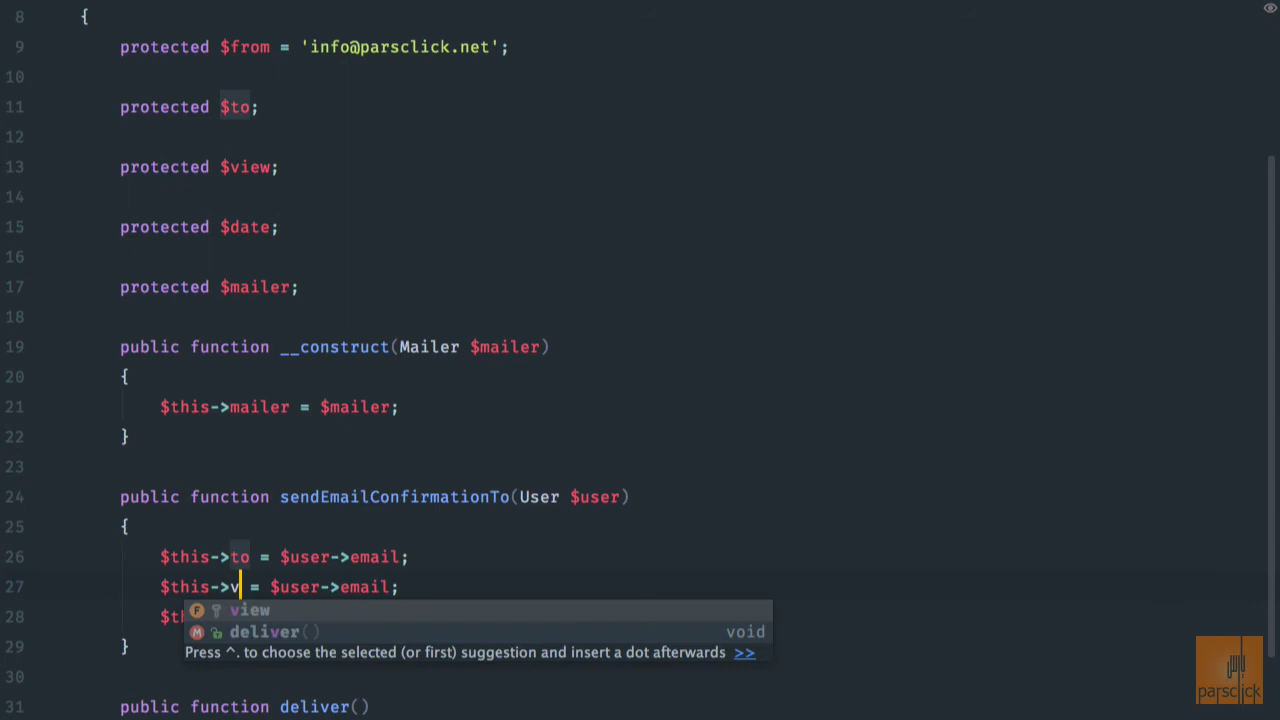 8 {
9 protected $from = 'info@parsclick.net';
10
11 protected $to;
12
13 protected $view;
14
15 protected $date;
16
17 protected $mailer;
18
19 public function __construct(Mailer $mailer)
20 {
21 $this->mailer = $mailer;
22 }
23
24 public function sendEmailConfirmationTo(User $user)
25 {
26 $this->to = $user->email;
27 $this->v = $user->email;
f view
28 $th
m deliver() void
29 }
Press ^. to choose the selected (or first) suggestion and insert a dot afterwards >>
30
31 public function deliver()
parsclick